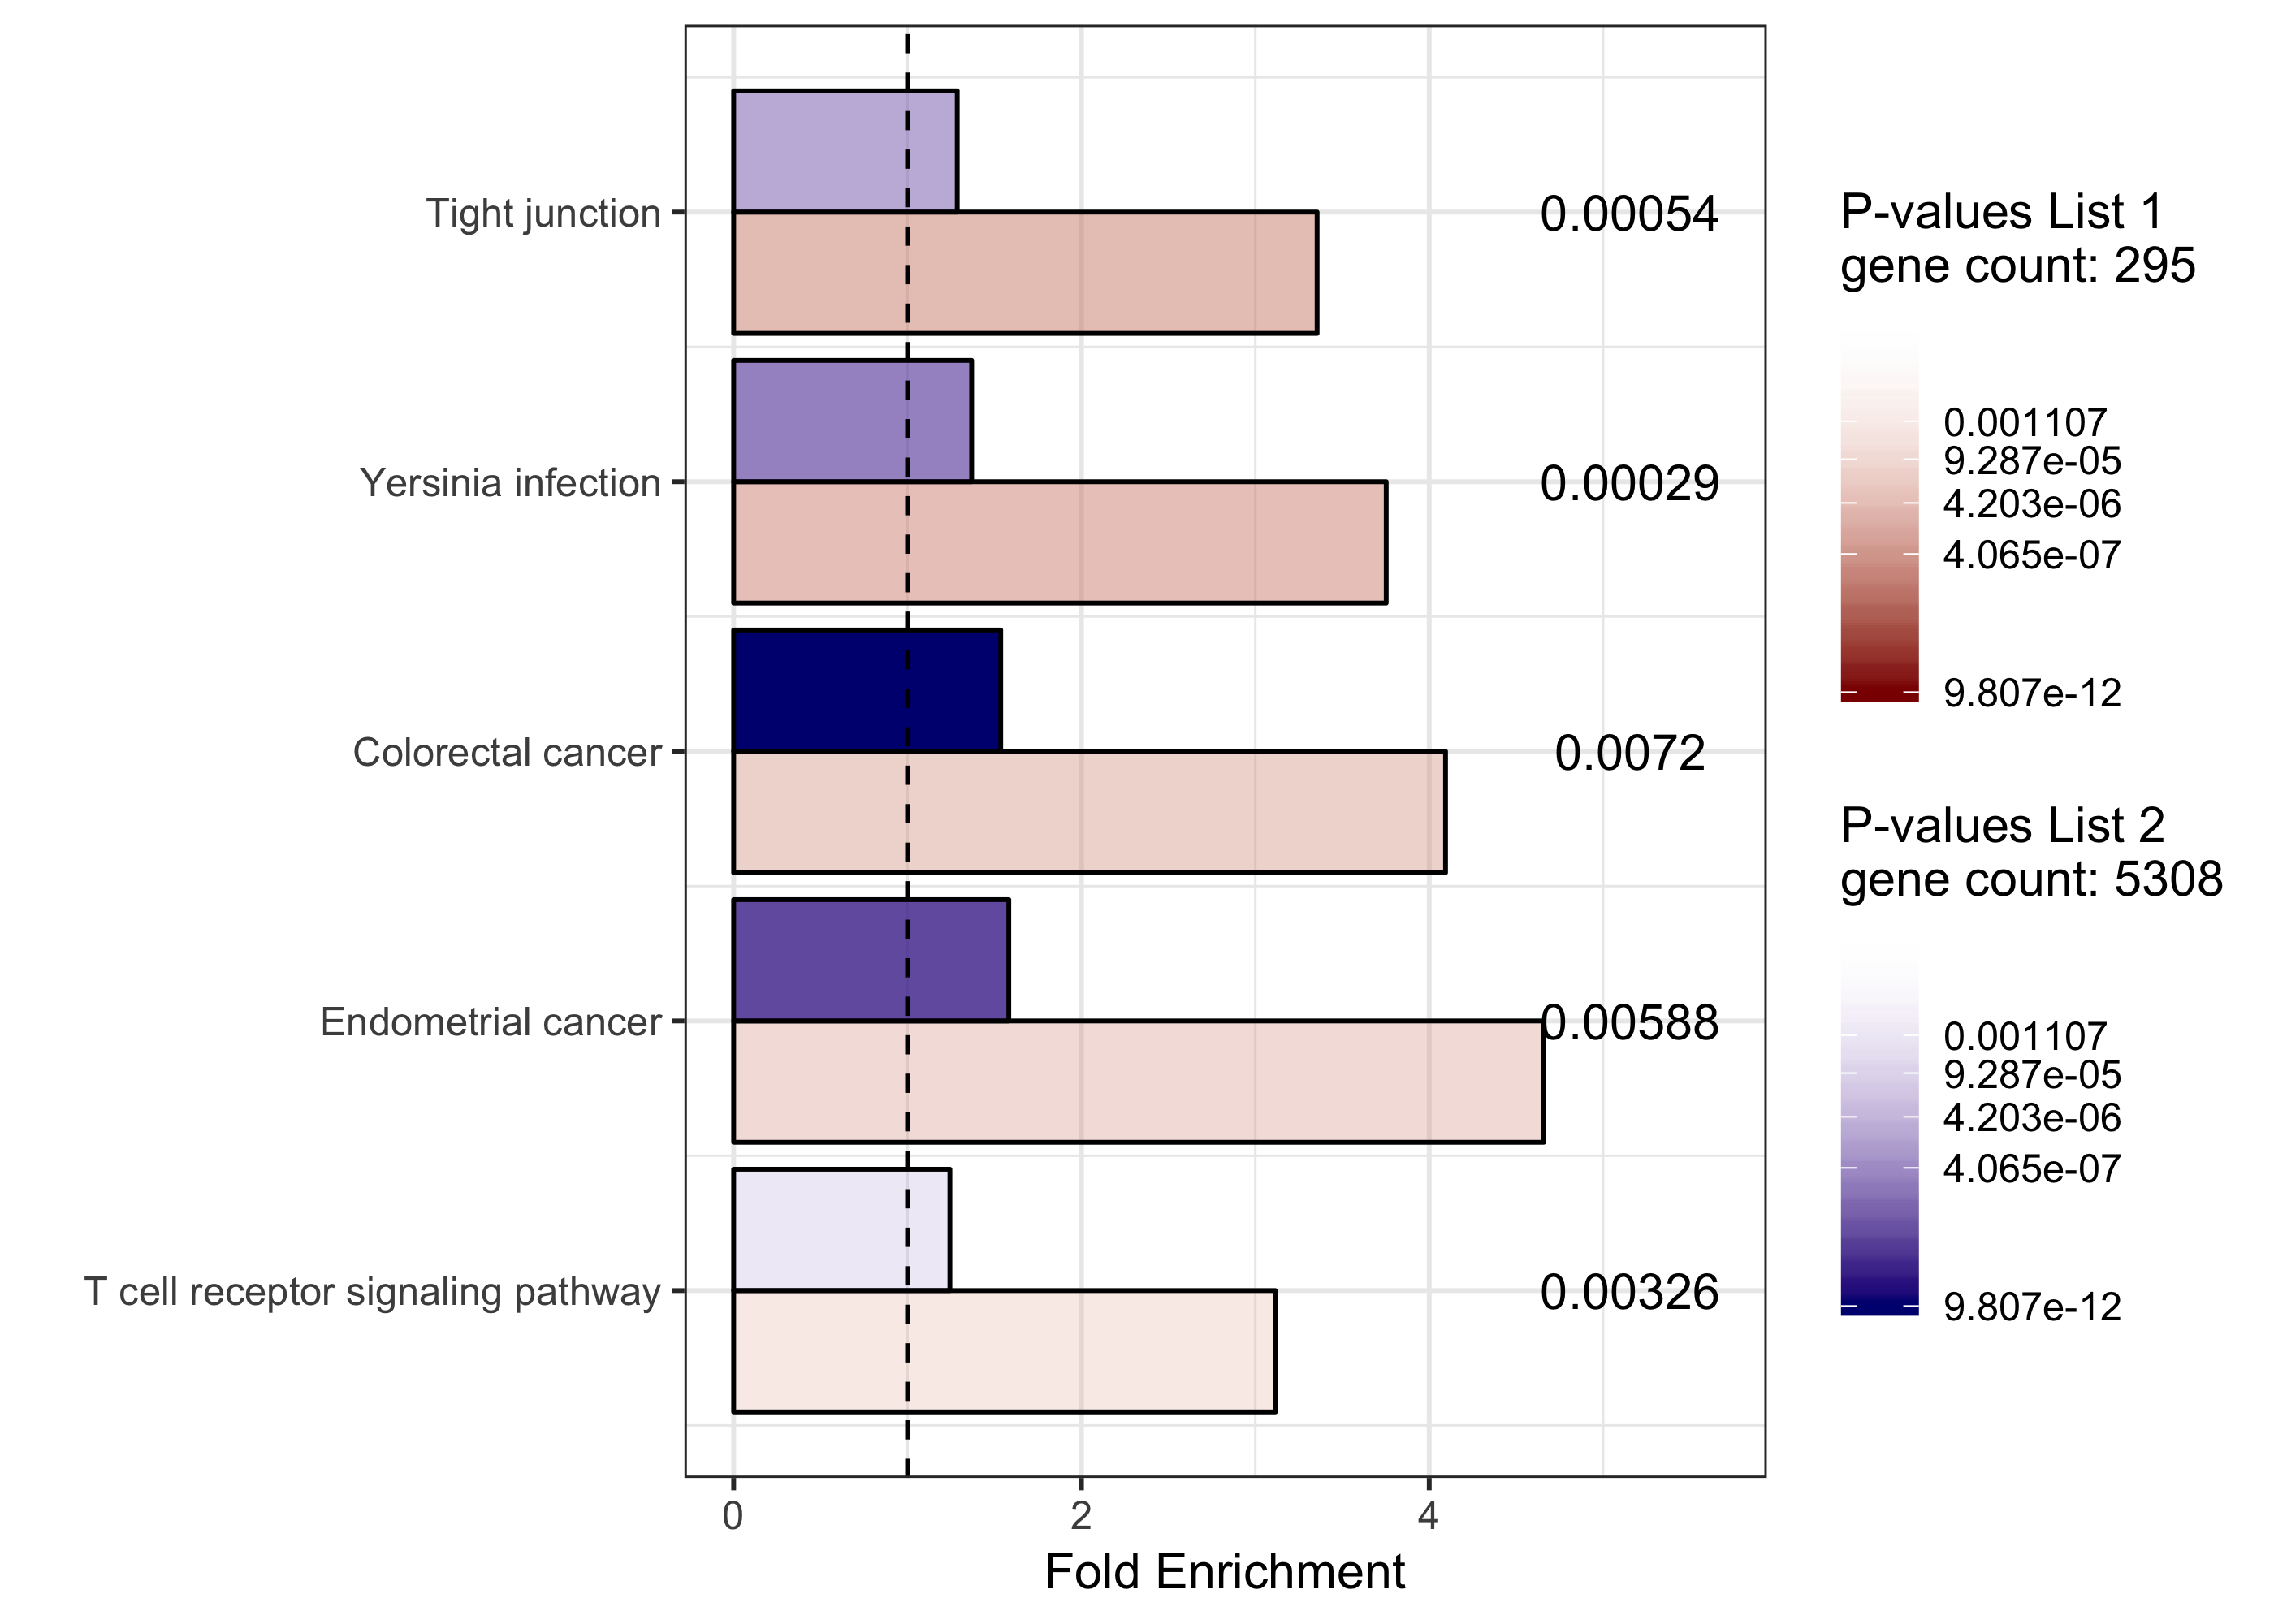 Tight junction
0.00054
Yersinia infection
0.00029
Colorectal cancer
0.0072
Endometrial cancer
0.00588
T cell receptor signaling pathway
0.00326
0
2
4
Fold Enrichment
P-values List 1
gene count: 295
0.001107
9.287e-05
4.203e-06
4.065e-07
9.807e-12
P-values List 2
gene count: 5308
0.001107
9.287e-05
4.203e-06
4.065e-07
9.807e-12